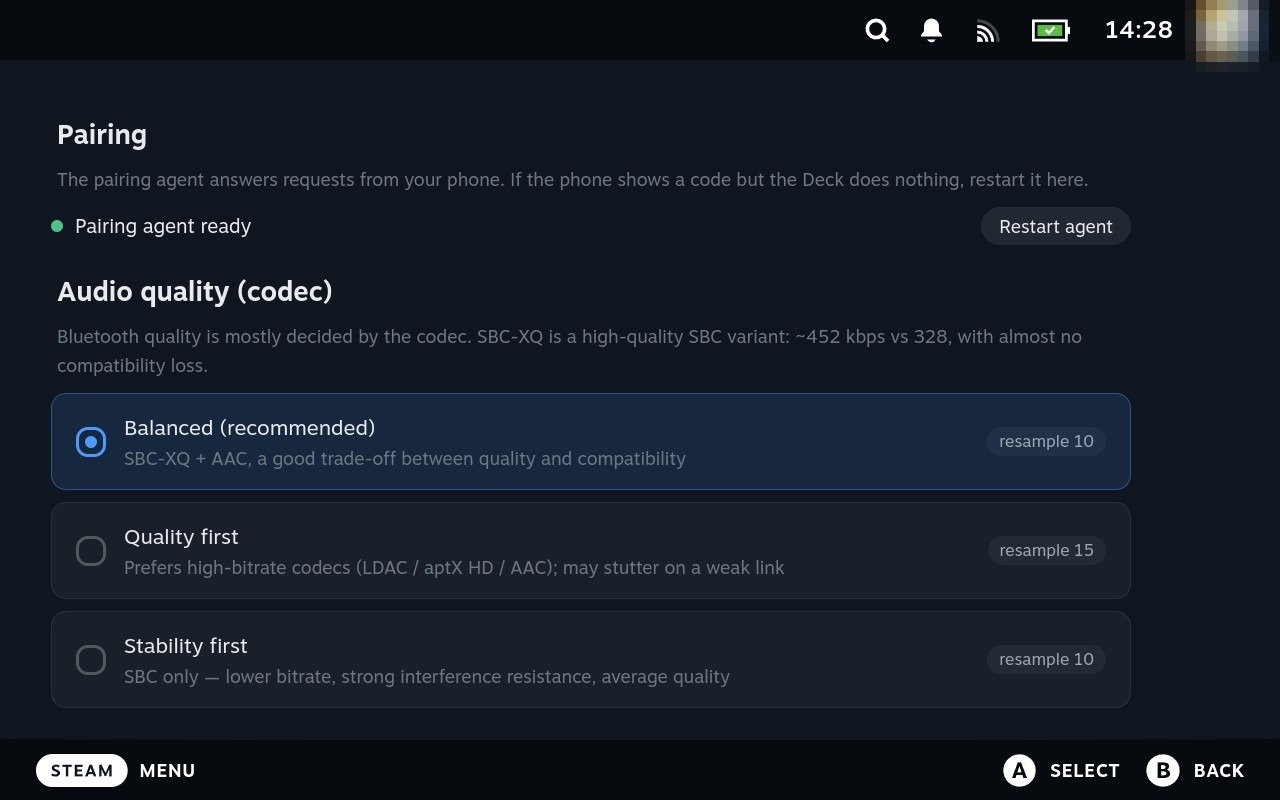 14:28
Pairing
The pairing agent answers requests from your phone. If the phone shows a code but the Deck does nothing, restart it here.
Pairing agent ready
Restart agent
Audio quality (codec)
Bluetooth quality is mostly decided by the codec. SBC-XQ is a high-quality SBC variant: ~452 kbps vs 328, with almost no
compatibility loss.
Balanced (recommended)
SBC-XQ + AAC, a good trade-off between quality and compatibility
resample 10
Quality first
Prefers high-bitrate codecs (LDAC / aptX HD / AAC); may stutter on a weak link
resample 15
Stability first
SBC only — lower bitrate, strong interference resistance, average quality
resample 10
STEAM MENU
A SELECT B BACK